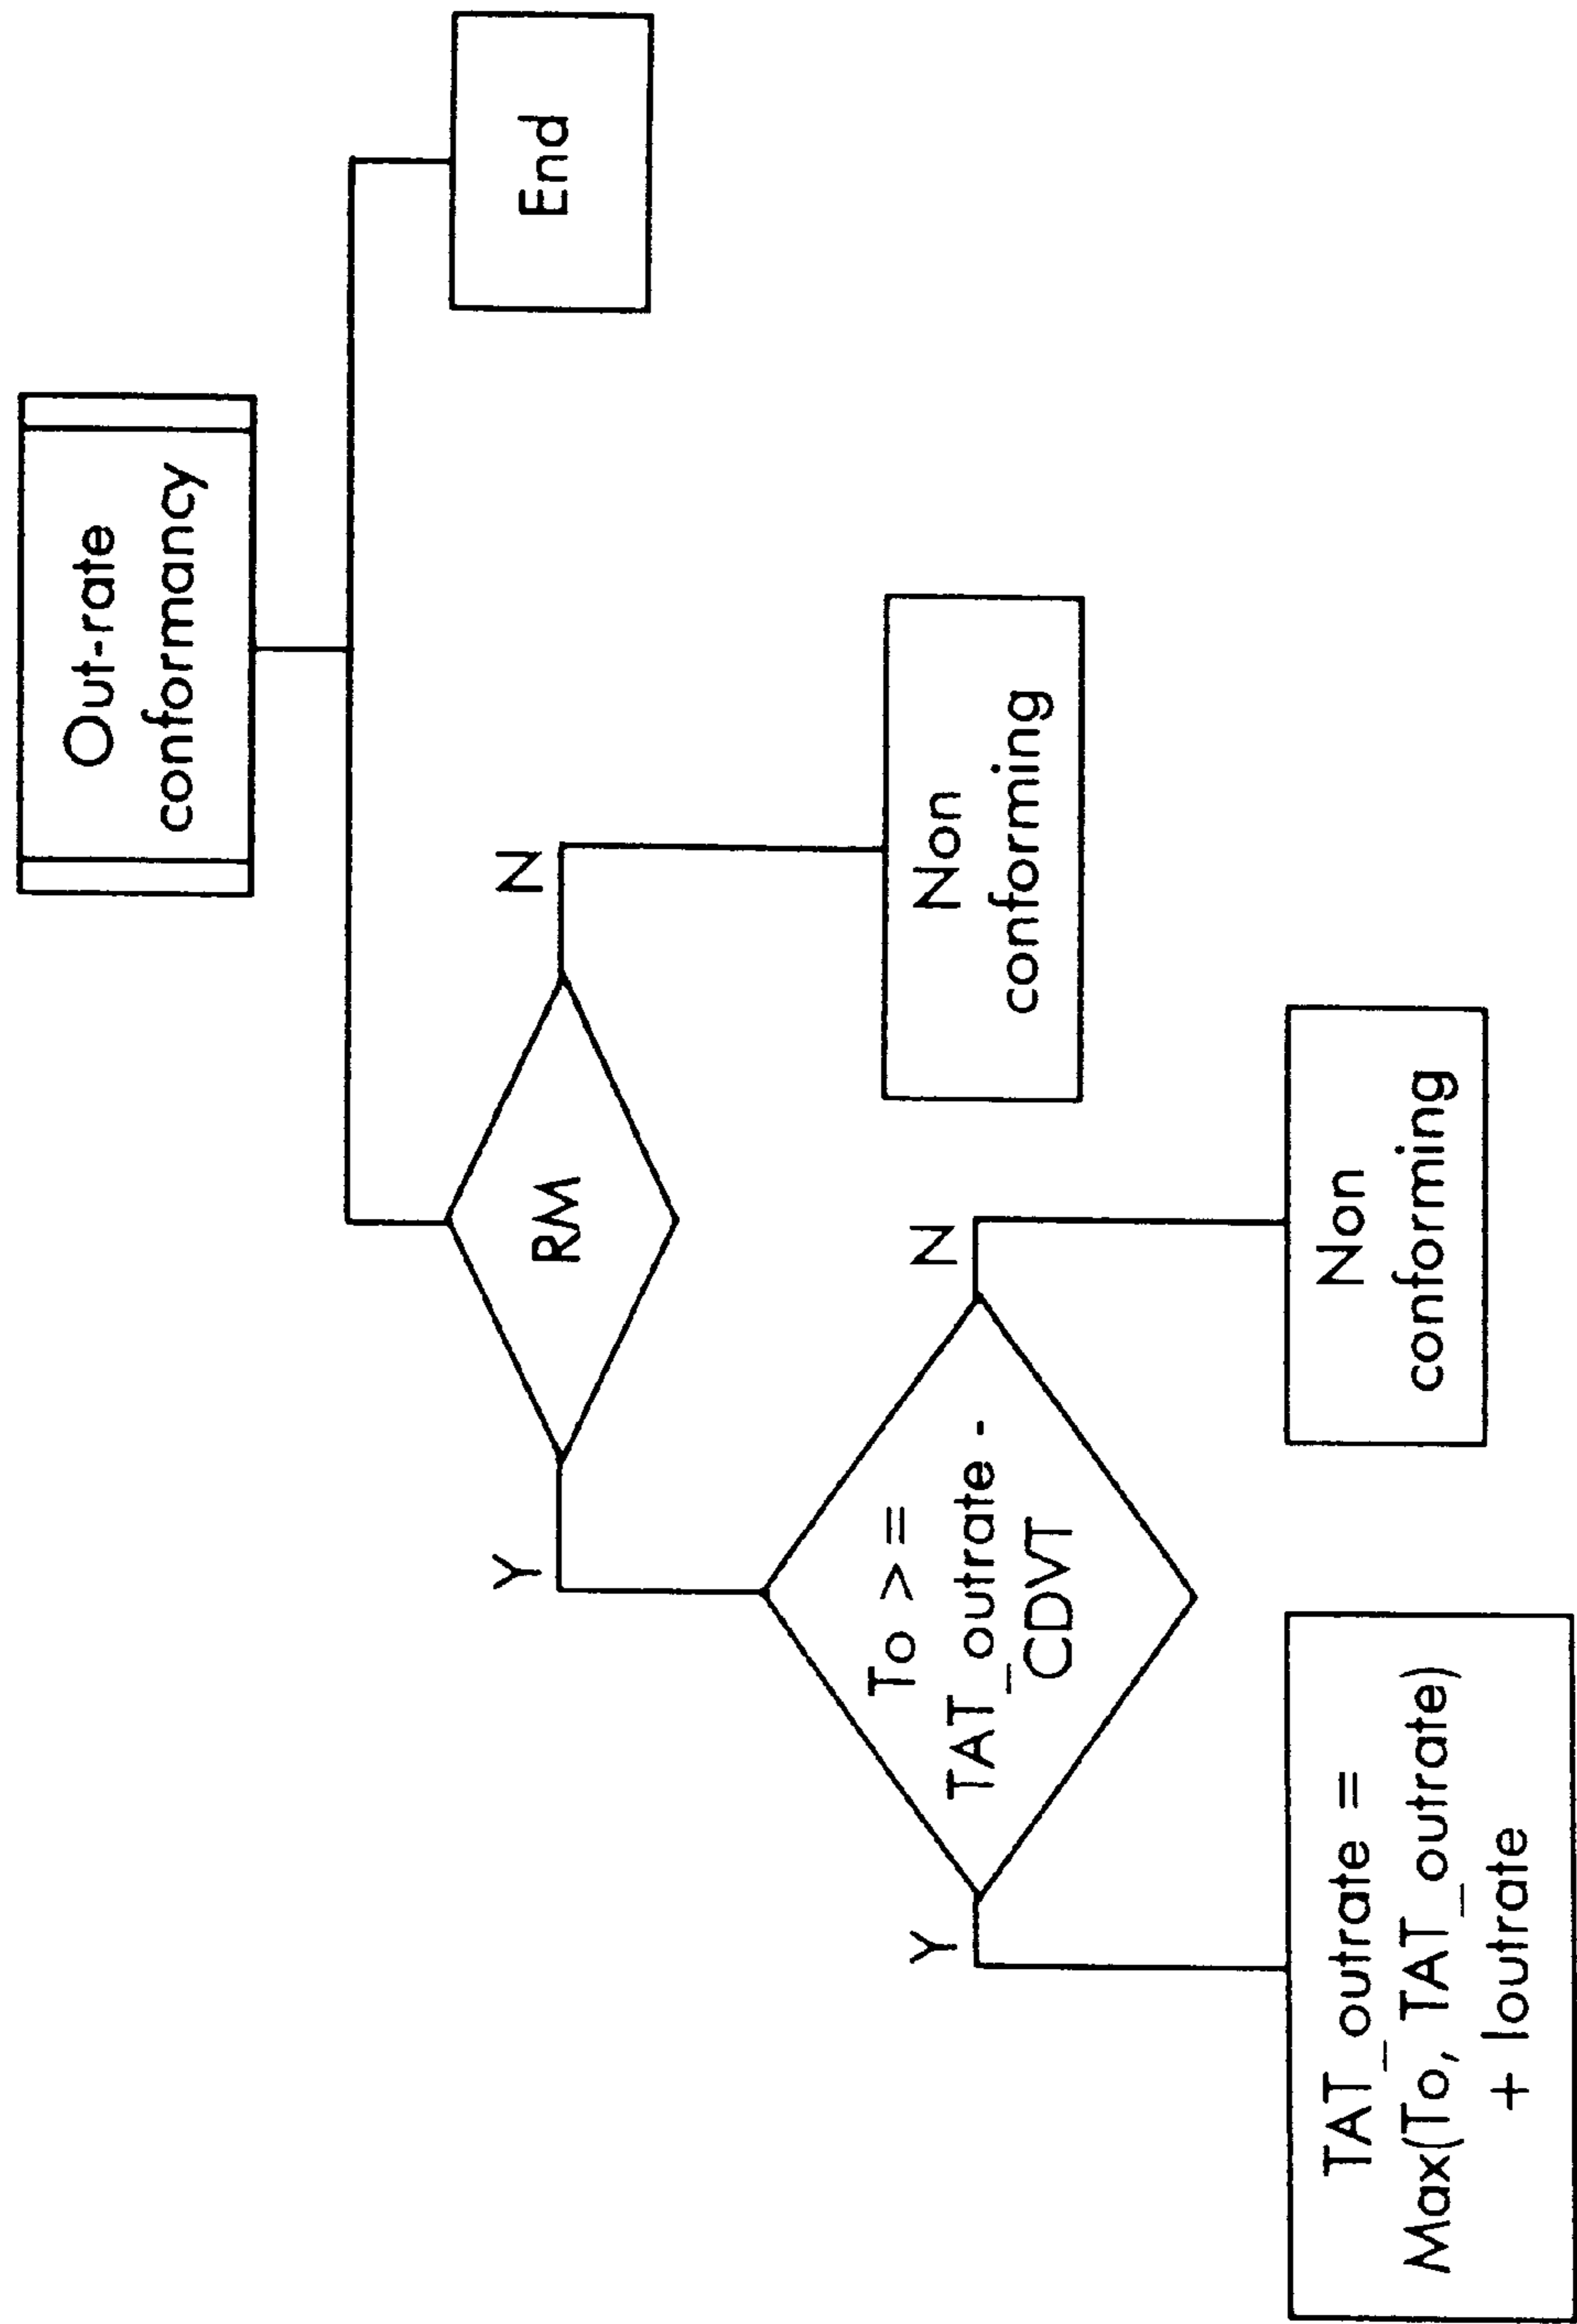 Out-rate
conformancy
RM
Y
N
End
To >=
TAT_outrate -
CDVT
Y
N
Non
conforming
TAT_outrate =
Max(To, TAT_outrate)
+ Ioutrate
Non
conforming